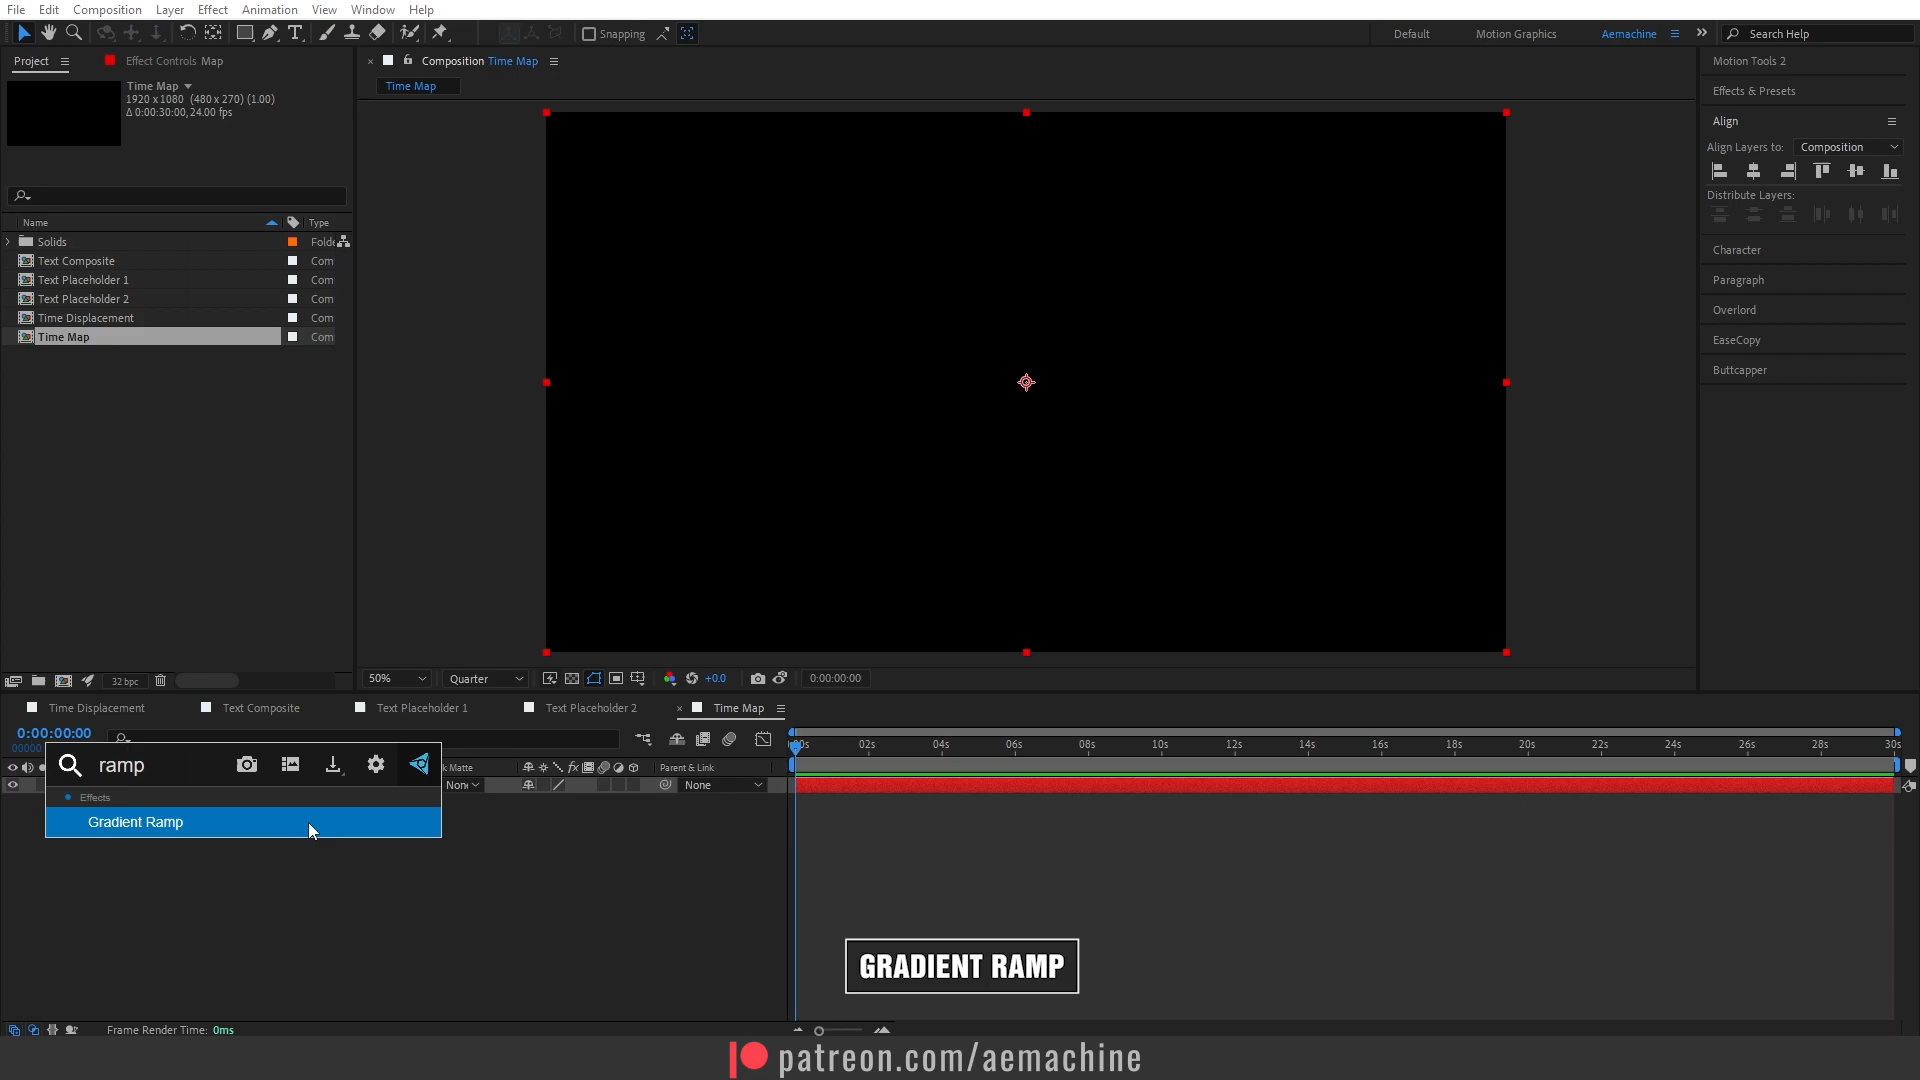 File Edit Composition Layer Effect Animation View Window Help
Snapping Default Motion Graphics Aemachine Search Help
Project Effect Controls Map
Time Map
1920 x 1080 (480 x 270) (1.00)
Δ 0:00:30:00, 24.00 fps
Name Type
Solids Folde
Text Composite Com
Text Placeholder 1 Com
Text Placeholder 2 Com
Time Displacement Com
Time Map Com
32 bpc
Composition Time Map
Time Map
50% Quarter +0.0 0:00:00:00
Motion Tools 2
Effects & Presets
Align
Align Layers to: Composition
Distribute Layers:
Character
Paragraph
Overlord
EaseCopy
Buttcapper
Time Displacement Text Composite Text Placeholder 1 Text Placeholder 2 Time Map
0:00:00:00
00000
02s 04s 06s 08s 10s 12s 14s 16s 18s 20s 22s 24s 26s 28s 30s
ramp
k Matte Parent & Link
None None
Effects
Gradient Ramp
GRADIENT RAMP
Frame Render Time: 0ms
patreon.com/aemachine